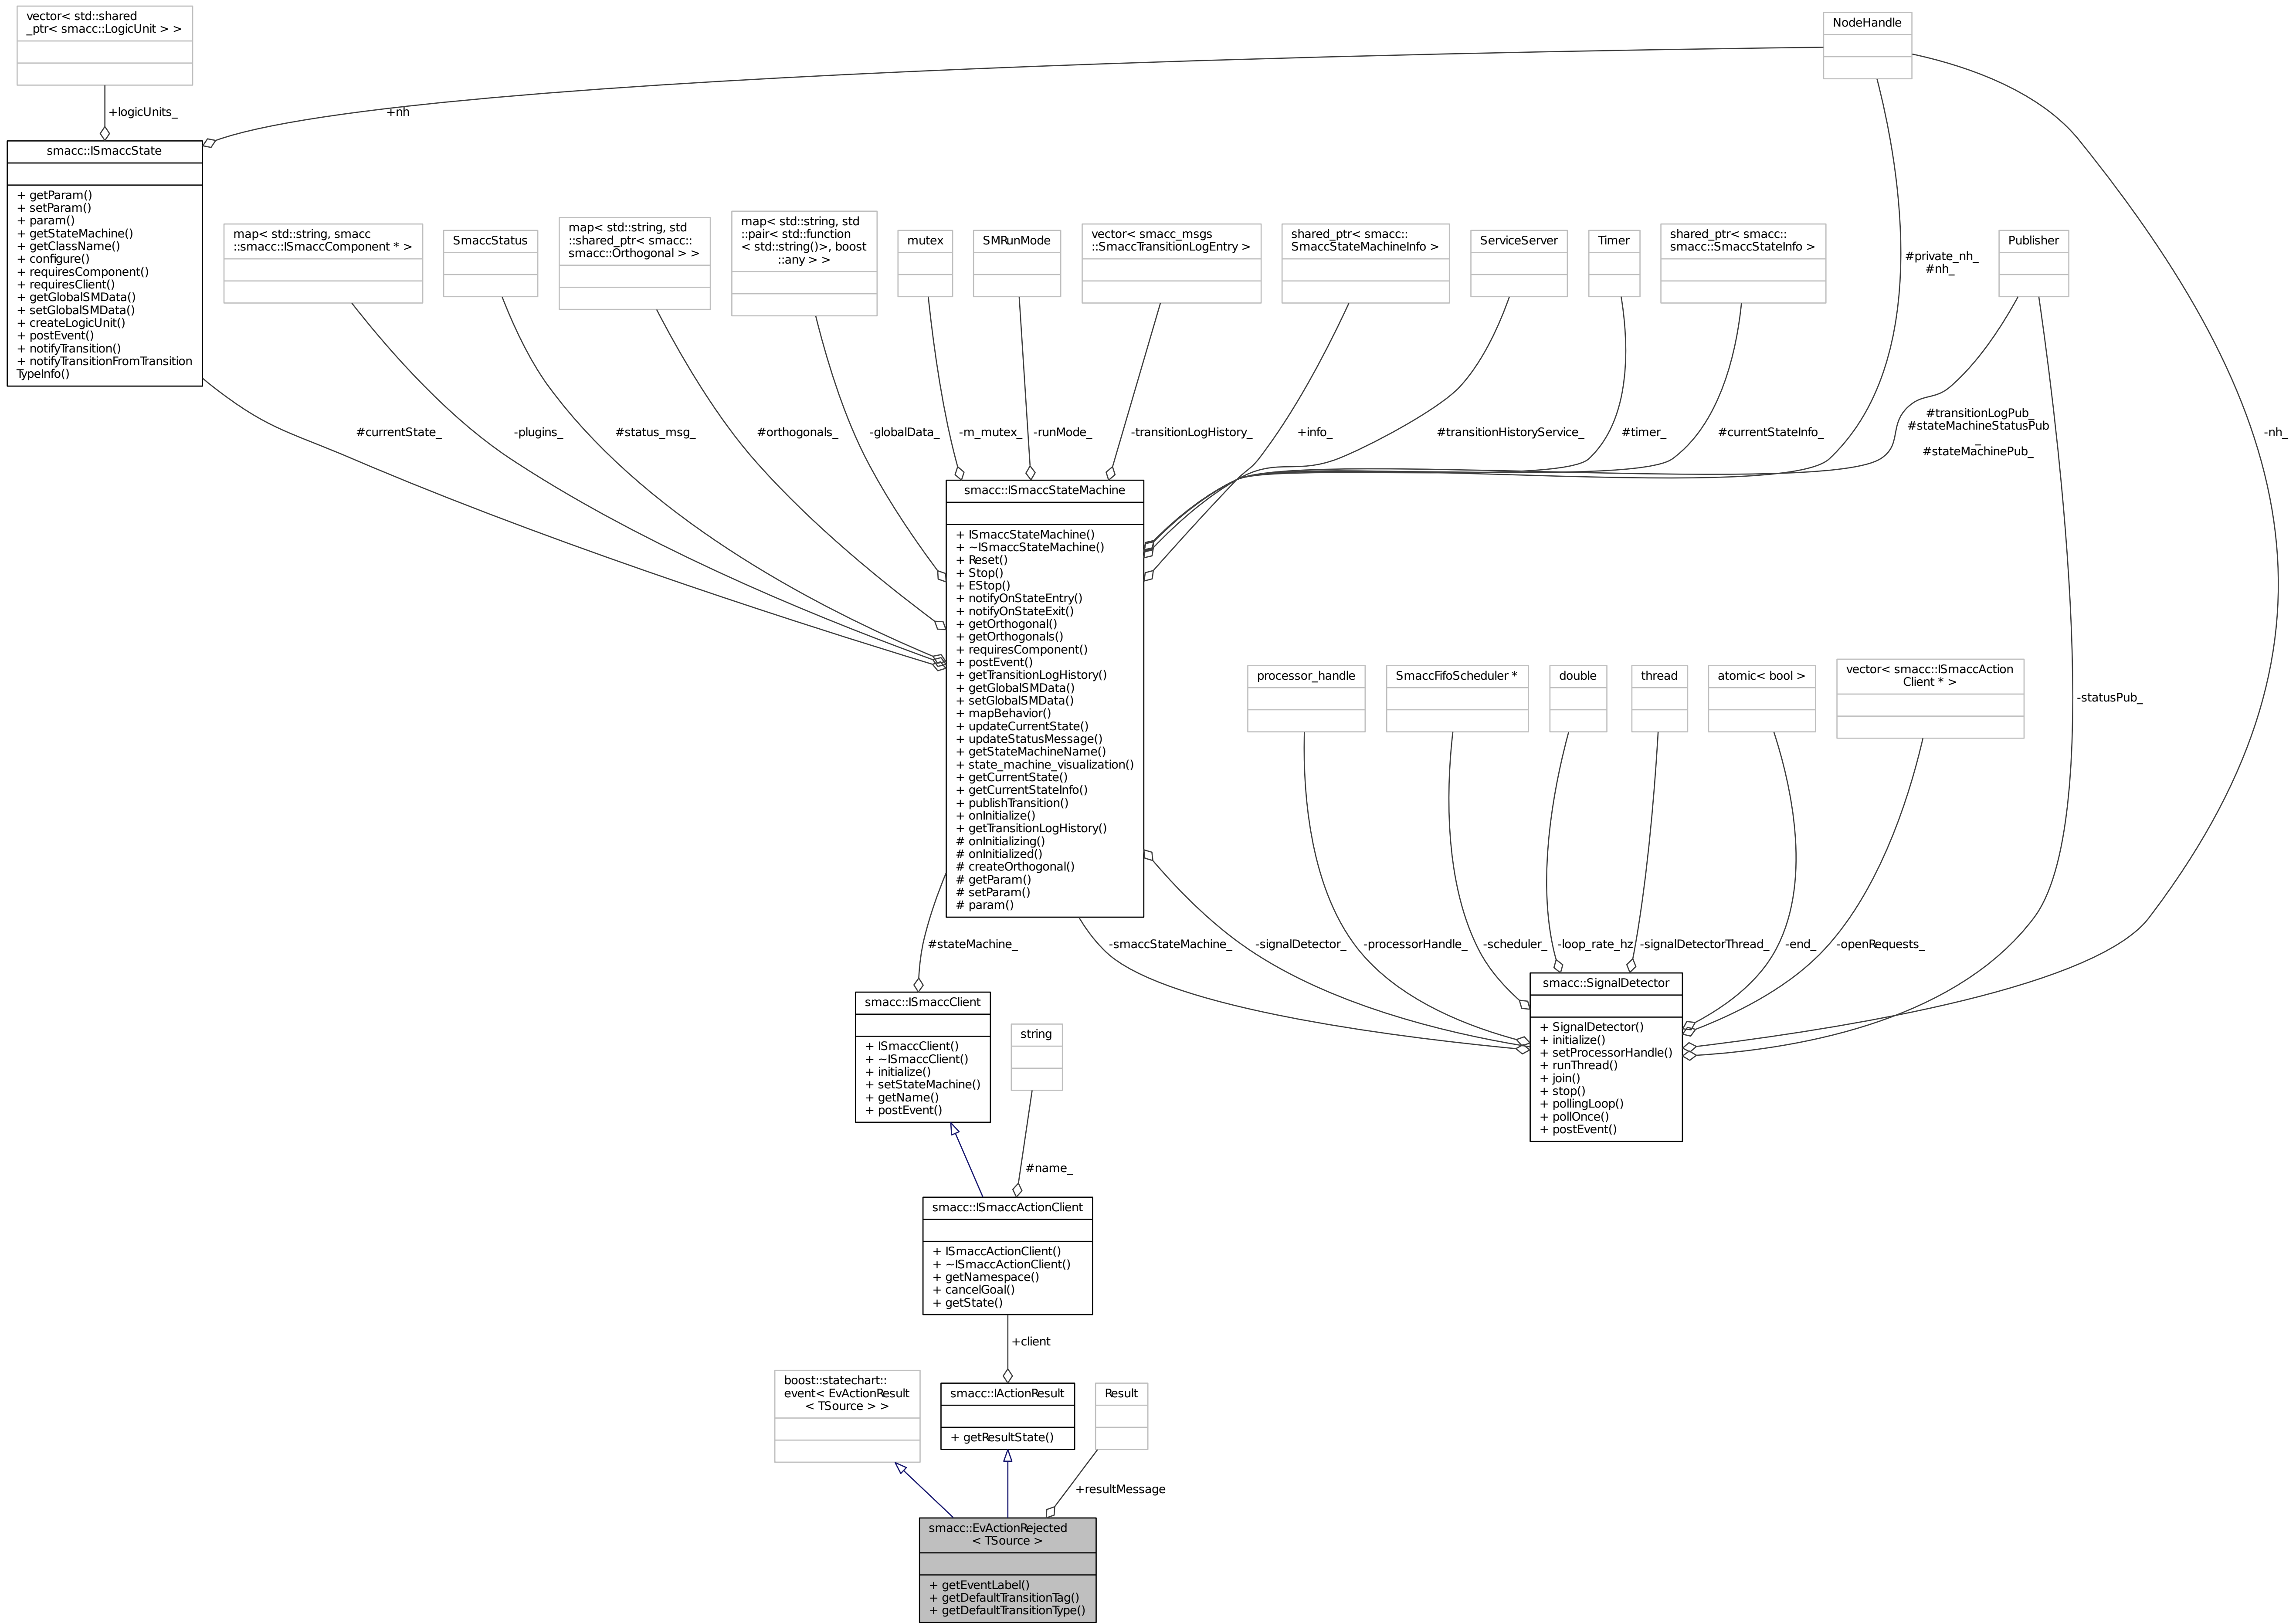 vector< std::shared
_ptr< smacc::LogicUnit > >
NodeHandle
+logicUnits_
+nh
smacc::ISmaccState
+ getParam()
+ setParam()
+ param()
+ getStateMachine()
+ getClassName()
+ configure()
+ requiresComponent()
+ requiresClient()
+ getGlobalSMData()
+ setGlobalSMData()
+ createLogicUnit()
+ postEvent()
+ notifyTransition()
+ notifyTransitionFromTransition
TypeInfo()
map< std::string, smacc
::smacc::ISmaccComponent * >
SmaccStatus
map< std::string, std
::shared_ptr< smacc::
smacc::Orthogonal > >
map< std::string, std
::pair< std::function
< std::string()>, boost
::any > >
mutex
SMRunMode
vector< smacc_msgs
::SmaccTransitionLogEntry >
shared_ptr< smacc::
SmaccStateMachineInfo >
ServiceServer
Timer
shared_ptr< smacc::
smacc::SmaccStateInfo >
Publisher
#private_nh_
#nh_
#currentState_
-plugins_
#status_msg_
#orthogonals_
-globalData_
-m_mutex_
-runMode_
-transitionLogHistory_
+info_
#transitionHistoryService_
#timer_
#currentStateInfo_
#transitionLogPub_
#stateMachineStatusPub
_
#stateMachinePub_
-nh_
smacc::ISmaccStateMachine
+ ISmaccStateMachine()
+ ~ISmaccStateMachine()
+ Reset()
+ Stop()
+ EStop()
+ notifyOnStateEntry()
+ notifyOnStateExit()
+ getOrthogonal()
+ getOrthogonals()
+ requiresComponent()
+ postEvent()
+ getTransitionLogHistory()
+ getGlobalSMData()
+ setGlobalSMData()
+ mapBehavior()
+ updateCurrentState()
+ updateStatusMessage()
+ getStateMachineName()
+ state_machine_visualization()
+ getCurrentState()
+ getCurrentStateInfo()
+ publishTransition()
+ onInitialize()
+ getTransitionLogHistory()
# onInitializing()
# onInitialized()
# createOrthogonal()
# getParam()
# setParam()
# param()
processor_handle
SmaccFifoScheduler *
double
thread
atomic< bool >
vector< smacc::ISmaccAction
Client * >
-statusPub_
#stateMachine_
-smaccStateMachine_
-signalDetector_
-processorHandle_
-scheduler_
-loop_rate_hz
-signalDetectorThread_
-end_
-openRequests_
smacc::SignalDetector
+ SignalDetector()
+ initialize()
+ setProcessorHandle()
+ runThread()
+ join()
+ stop()
+ pollingLoop()
+ pollOnce()
+ postEvent()
smacc::ISmaccClient
+ ISmaccClient()
+ ~ISmaccClient()
+ initialize()
+ setStateMachine()
+ getName()
+ postEvent()
string
#name_
smacc::ISmaccActionClient
+ ISmaccActionClient()
+ ~ISmaccActionClient()
+ getNamespace()
+ cancelGoal()
+ getState()
+client
boost::statechart::
event< EvActionResult
< TSource > >
smacc::IActionResult
+ getResultState()
Result
+resultMessage
smacc::EvActionRejected
< TSource >
+ getEventLabel()
+ getDefaultTransitionTag()
+ getDefaultTransitionType()